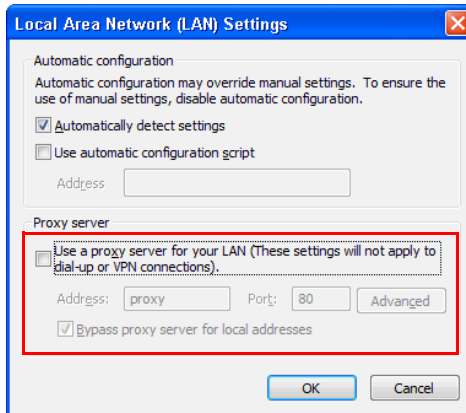 Local Area Network (LAN) Settings
Automatic configuration
Automatic configuration may override manual settings. To ensure the
use of manual settings, disable automatic configuration.
Automatically detect settings
Use automatic configuration script
Address
Proxy server
Use a proxy server for your LAN (These settings will not apply to
dial-up or VPN connections).
Address: proxy Port: 80 Advanced
Bypass proxy server for local addresses
OK Cancel